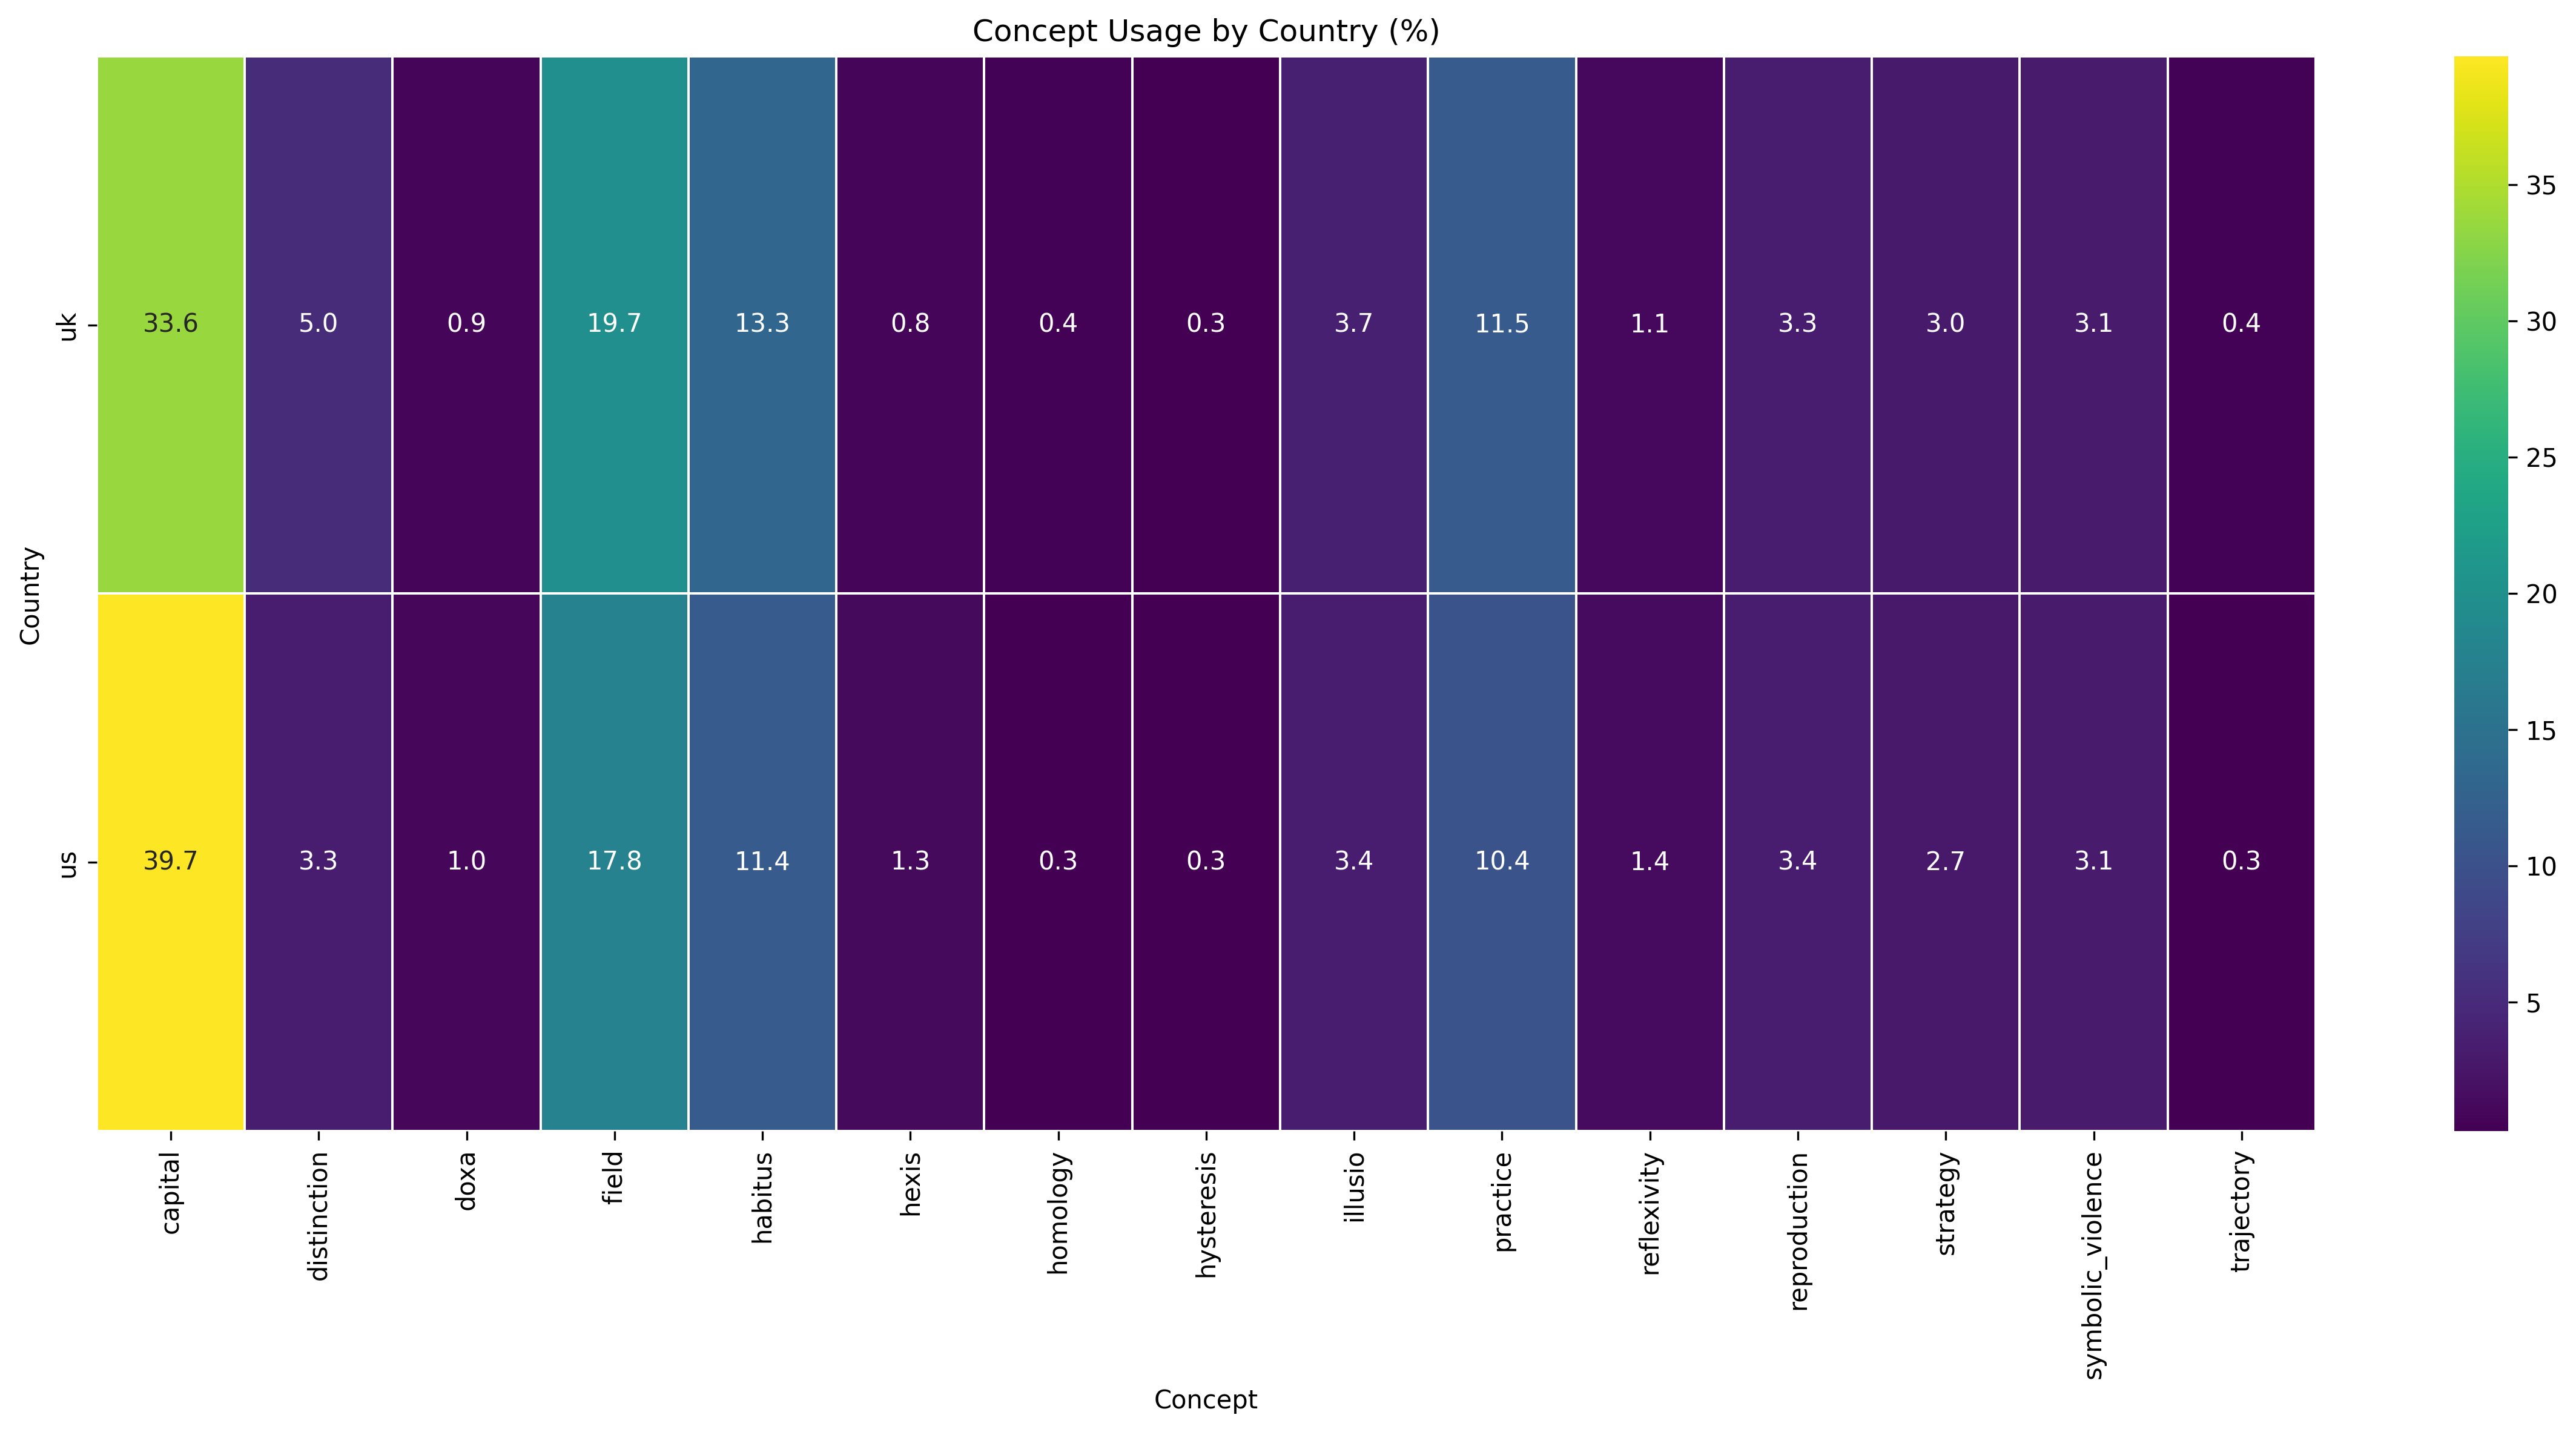 Concept Usage by Country (%)
Country
uk
33.6 5.0 0.9 19.7 13.3 0.8 0.4 0.3 3.7 11.5 1.1 3.3 3.0 3.1 0.4
us
39.7 3.3 1.0 17.8 11.4 1.3 0.3 0.3 3.4 10.4 1.4 3.4 2.7 3.1 0.3
capital distinction doxa field habitus hexis homology hysteresis illusio practice reflexivity reproduction strategy symbolic_violence trajectory
Concept
35
30
25
20
15
10
5